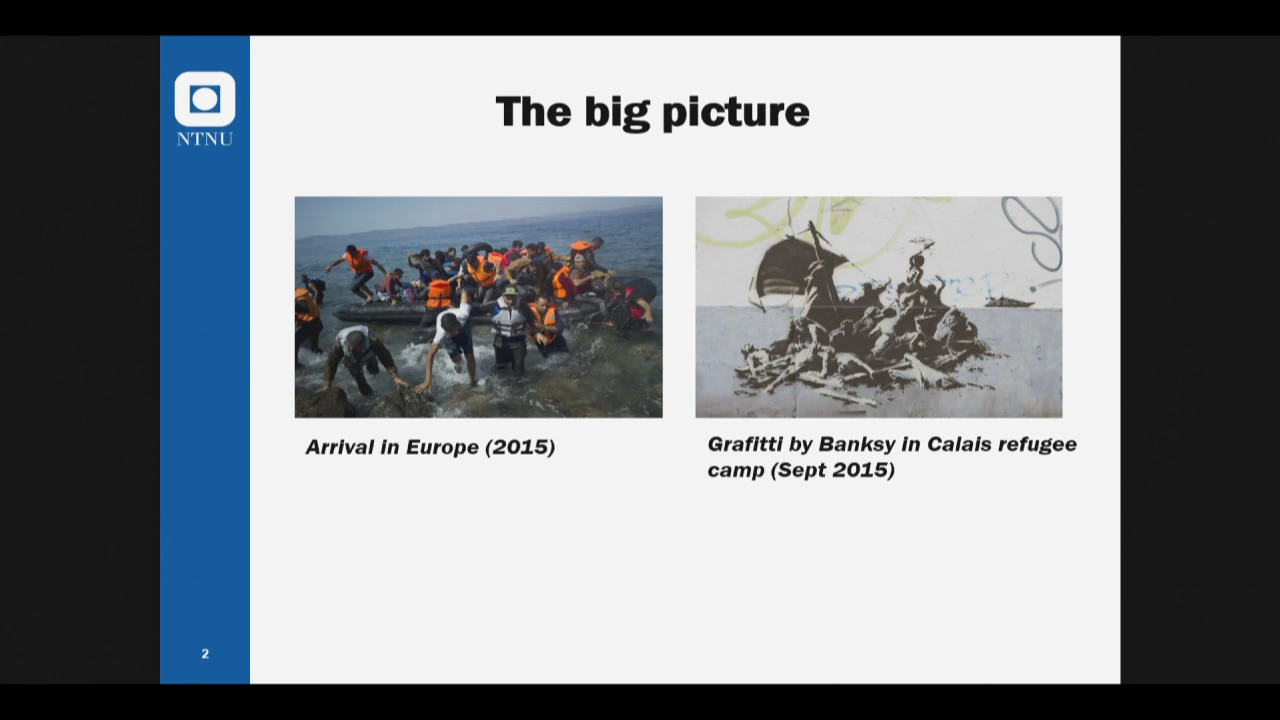 NTNU
The big picture
Arrival in Europe (2015)
Grafitti by Banksy in Calais refugee
camp (Sept 2015)
2